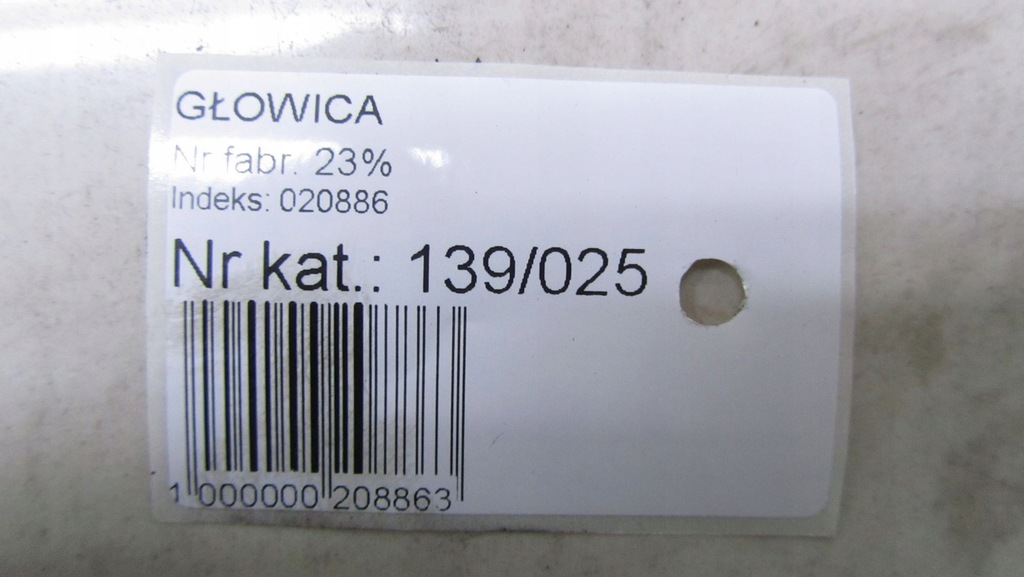 GŁOWICA
Nr fabr. 23%
Indeks: 020886
Nr kat.: 139/025
1 000000 208863